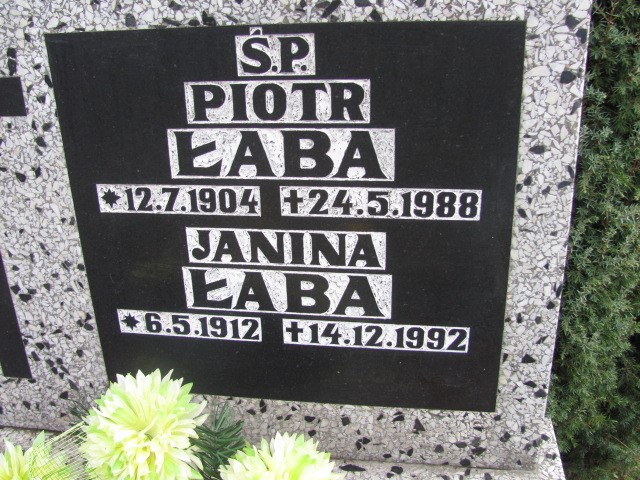 Ś.P.
PIOTR
ŁABA
*12.7.1904 †24.5.1988
JANINA
ŁABA
*6.5.1912 †14.12.1992